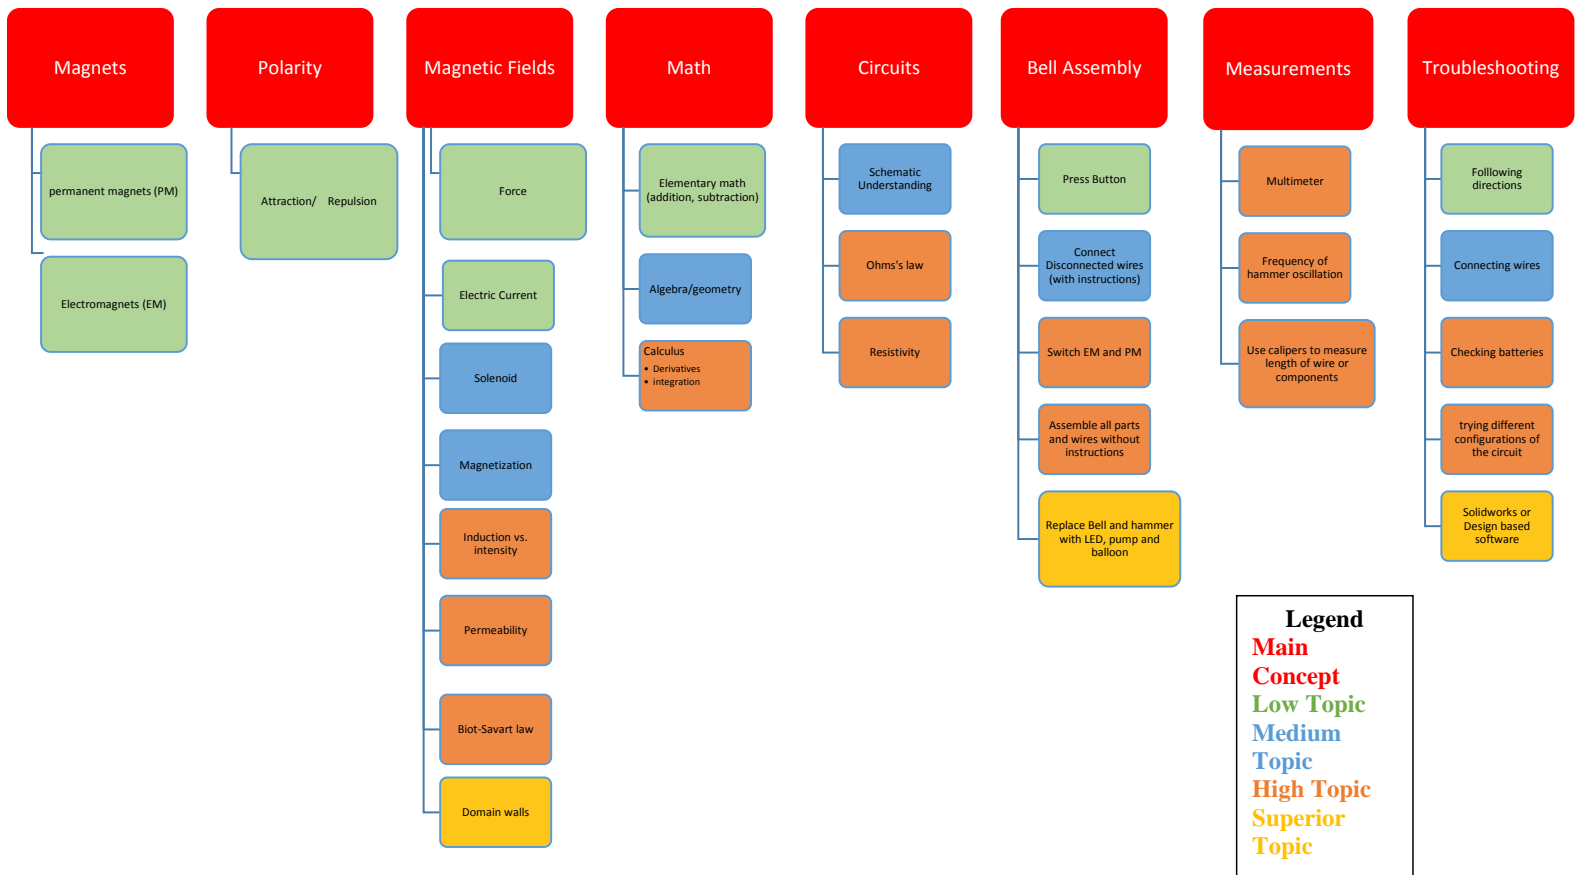 Magnets
permanent magnets (PM)
Electromagnets (EM)
Polarity
Attraction/ Repulsion
Magnetic Fields
Force
Electric Current
Solenoid
Magnetization
Induction vs.
intensity
Permeability
Biot-Savart law
Domain walls
Math
Elementary math
(addition, subtraction)
Algebra/geometry
Calculus
• Derivatives
• integration
Circuits
Schematic
Understanding
Ohms's law
Resistivity
Bell Assembly
Press Button
Connect
Disconnected wires
(with instructions)
Switch EM and PM
Assemble all parts
and wires without
instructions
Replace Bell and hammer
with LED, pump and
balloon
Measurements
Multimeter
Frequency of
hammer oscillation
Use calipers to measure
length of wire or
components
Troubleshooting
Folllowing
directions
Connecting wires
Checking batteries
trying different
configurations of
the circuit
Solidworks or
Design based
software
Legend
Main
Concept
Low Topic
Medium
Topic
High Topic
Superior
Topic